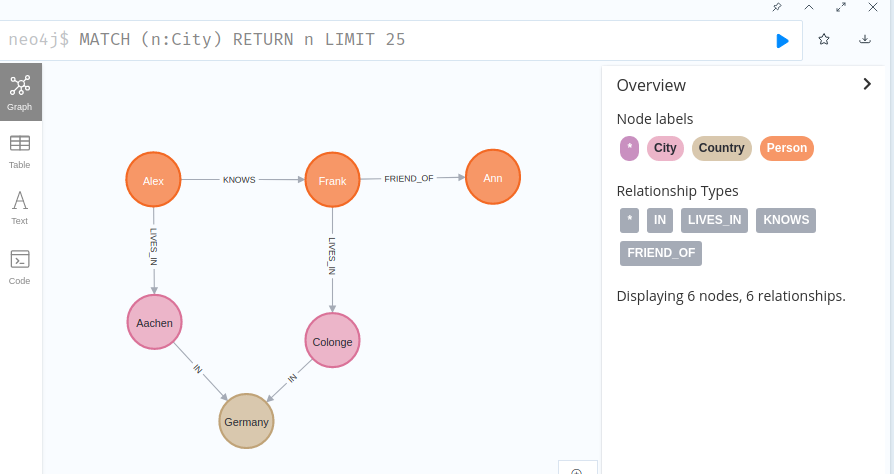 neo4j$ MATCH (n:City) RETURN n LIMIT 25
Graph
Table
A
Text
Code
Alex
KNOWS
Frank
FRIEND_OF
Ann
LIVES_IN
LIVES_IN
Aachen
Colonge
IN
IN
Germany
Overview
Node labels
* City Country Person
Relationship Types
* IN LIVES_IN KNOWS
FRIEND_OF
Displaying 6 nodes, 6 relationships.